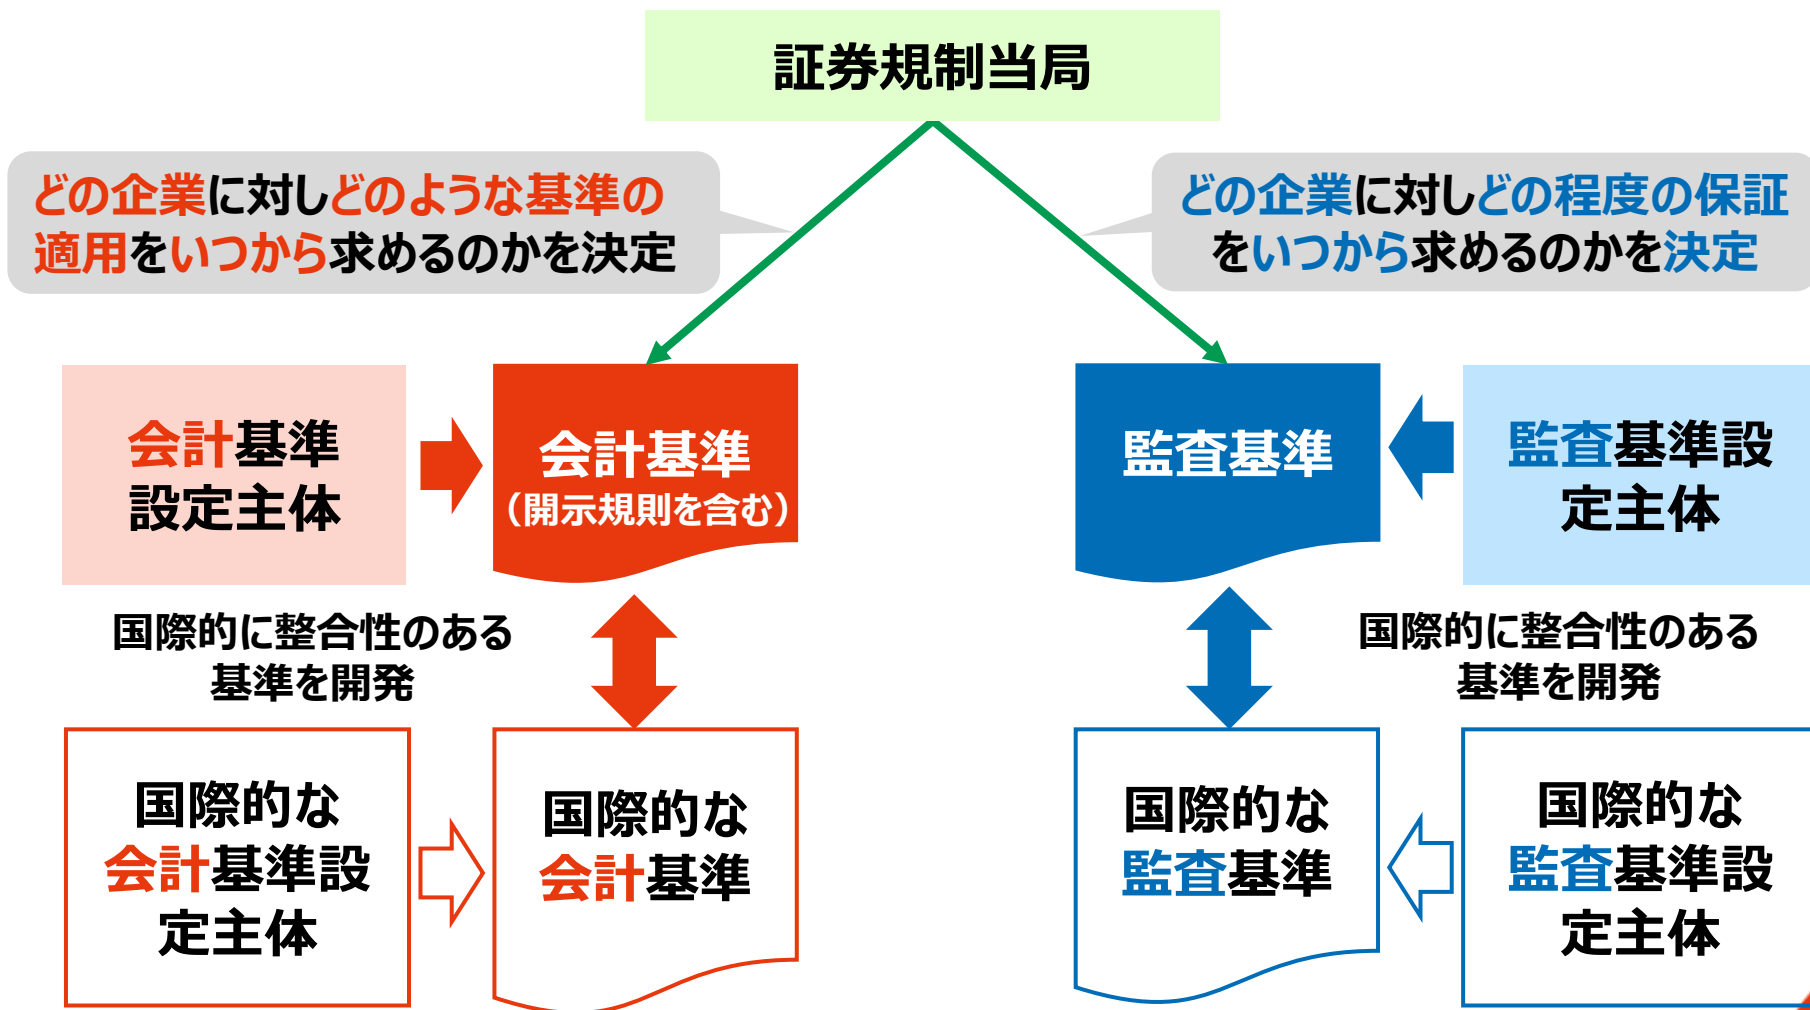 証券規制当局
どの企業に対しどのような基準の
適用をいつから求めるのかを決定
どの企業に対しどの程度の保証
をいつから求めるのかを決定
会計基準
設定主体
会計基準
（開示規則を含む）
監査基準
監査基準設
定主体
国際的に整合性のある
基準を開発
国際的に整合性のある
基準を開発
国際的な
会計基準設
定主体
国際的な
会計基準
国際的な
監査基準
国際的な
監査基準設
定主体